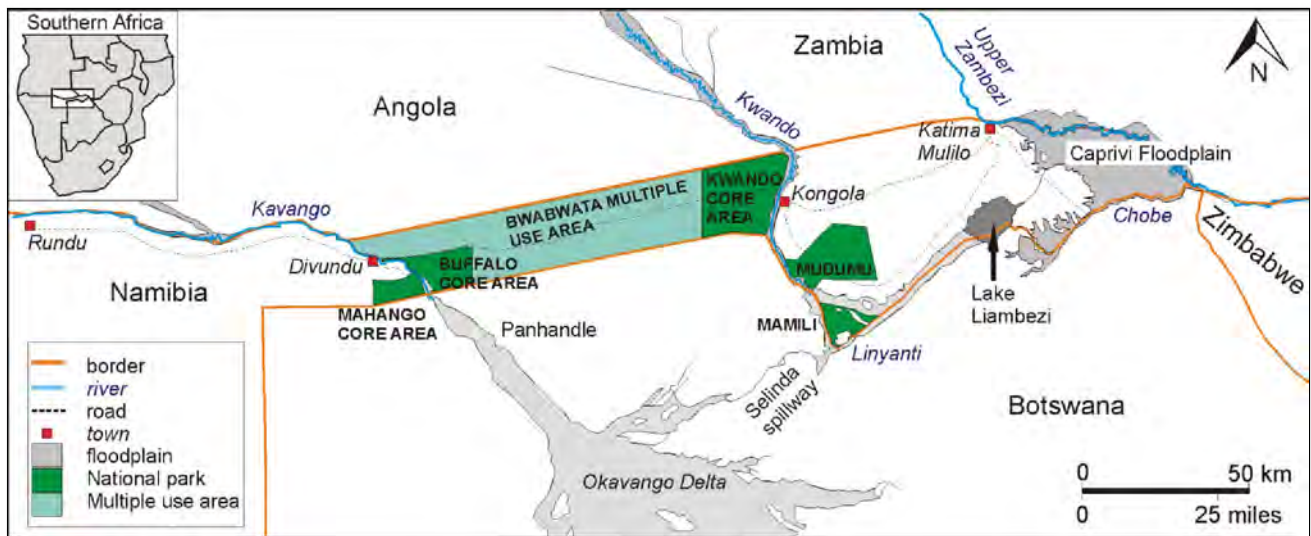 Southern Africa
Angola
Zambia
Upper
Zambezi
N
Kwando
Katima
Mulilo
Caprivi Floodplain
Kavango
Rundu
BWABWATA MULTIPLE
USE AREA
KWANDO
CORE
AREA
Kongola
Chobe
Zimbabwe
Divundu
BUFFALO
CORE AREA
MUDUMU
Namibia
MAHANGO
CORE AREA
Panhandle
MAMILI
Linyanti
Lake
Liambezi
Selinda
spillway
Botswana
Okavango Delta
border
river
road
town
floodplain
National park
Multiple use area
0 50 km
0 25 miles